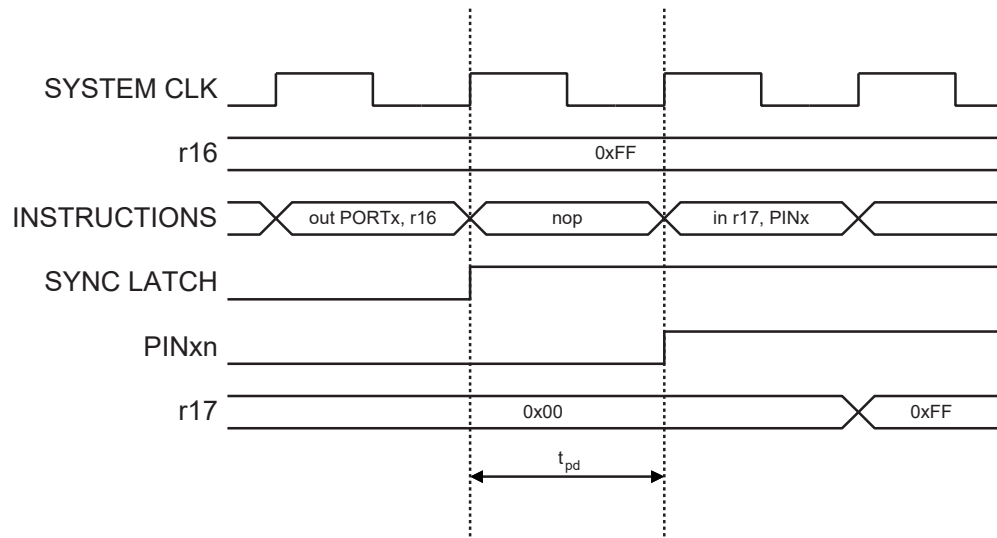 SYSTEM CLK
r16
0xFF
INSTRUCTIONS
out PORTx, r16
nop
in r17, PINx
SYNC LATCH
PINxn
r17
0x00
0xFF
tpd